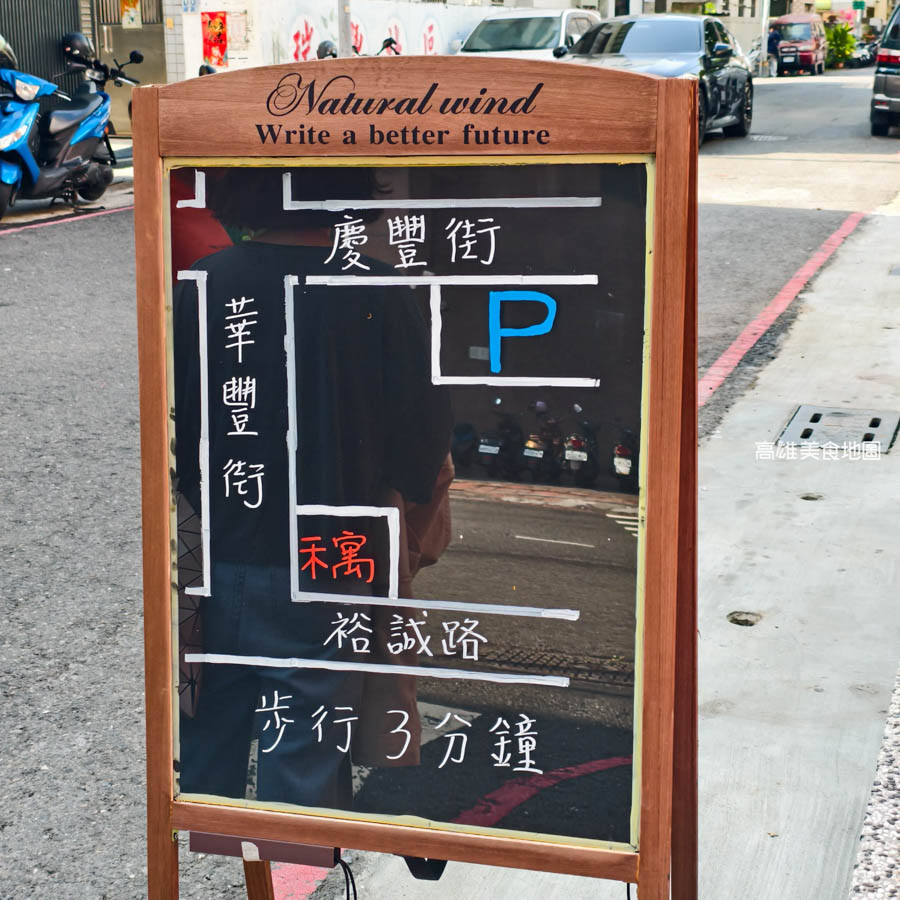 Natural wind
Write a better future
慶豐街
P
華豐街
禾寓
裕誠路
步行3分鐘
高雄美食地圖